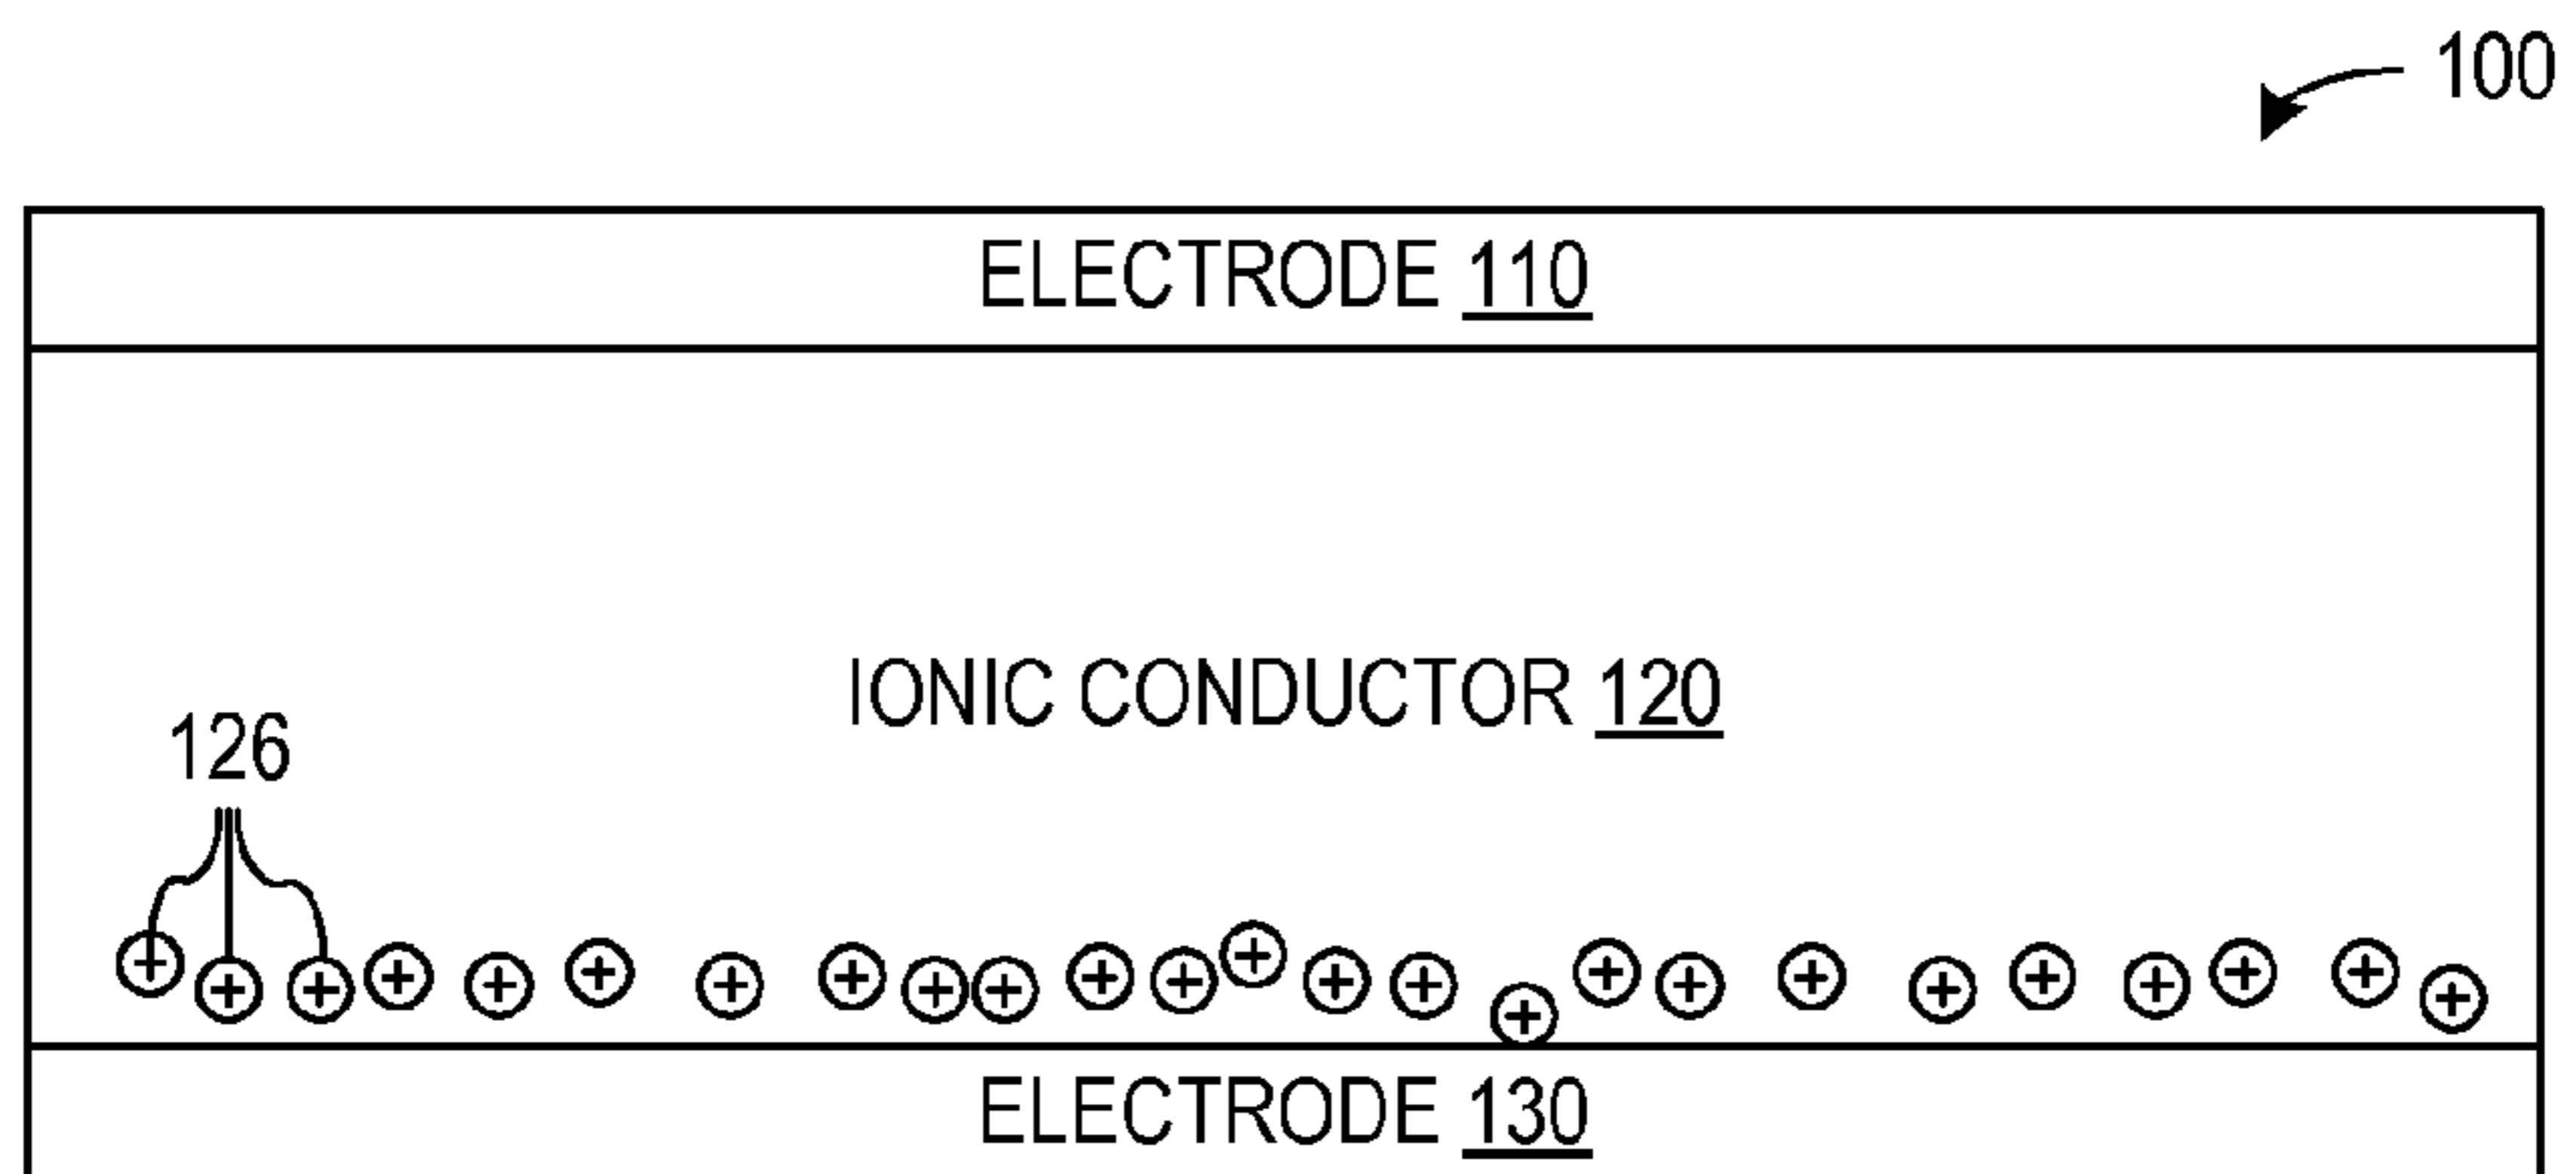 100
ELECTRODE 110
IONIC CONDUCTOR 120
126
ELECTRODE 130